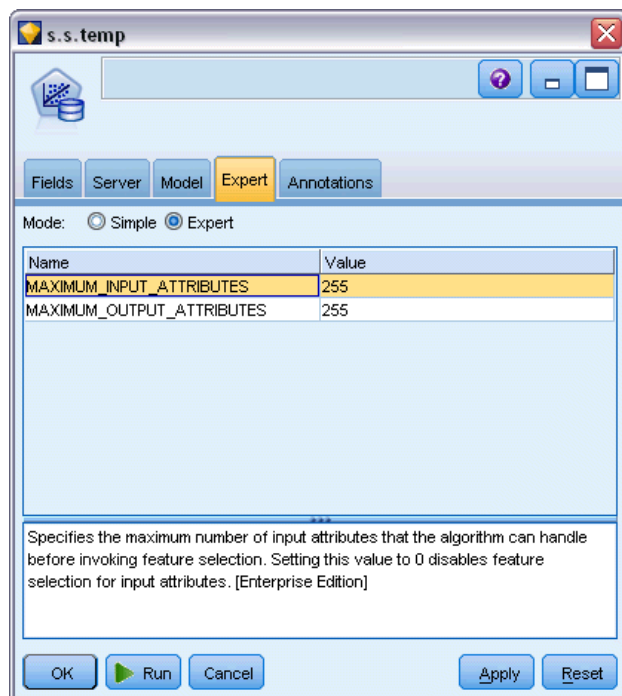 s.s.temp
Fields Server Model Expert Annotations
Mode: Simple Expert
Name Value
MAXIMUM_INPUT_ATTRIBUTES 255
MAXIMUM_OUTPUT_ATTRIBUTES 255
Specifies the maximum number of input attributes that the algorithm can handle
before invoking feature selection. Setting this value to 0 disables feature
selection for input attributes. [Enterprise Edition]
OK Run Cancel Apply Reset